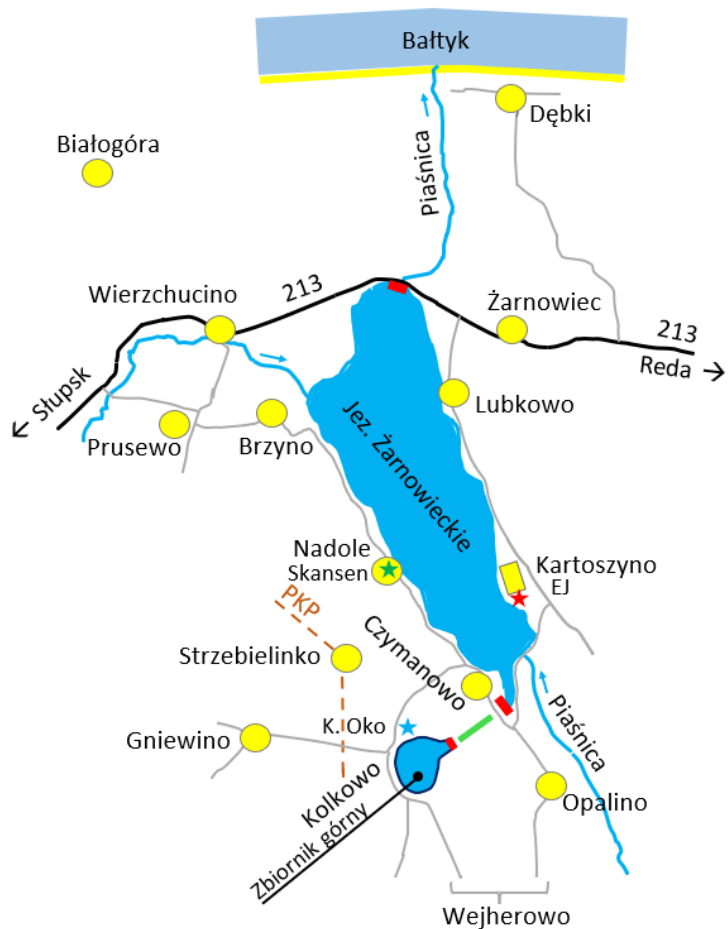 Bałtyk
Dębki
Białogóra
Piaśnica
Wierzchucino
213
Żarnowiec
213
Reda →
← Słupsk
Prusewo
Brzyno
Lubkowo
Jez. Żarnowieckie
Nadole
Skansen
Kartoszyno
EJ
PKP
Strzebielinko
Czymanowo
K. Oko
Gniewino
Piaśnica
Kolkowo
Opalino
Zbiornik górny
Wejherowo